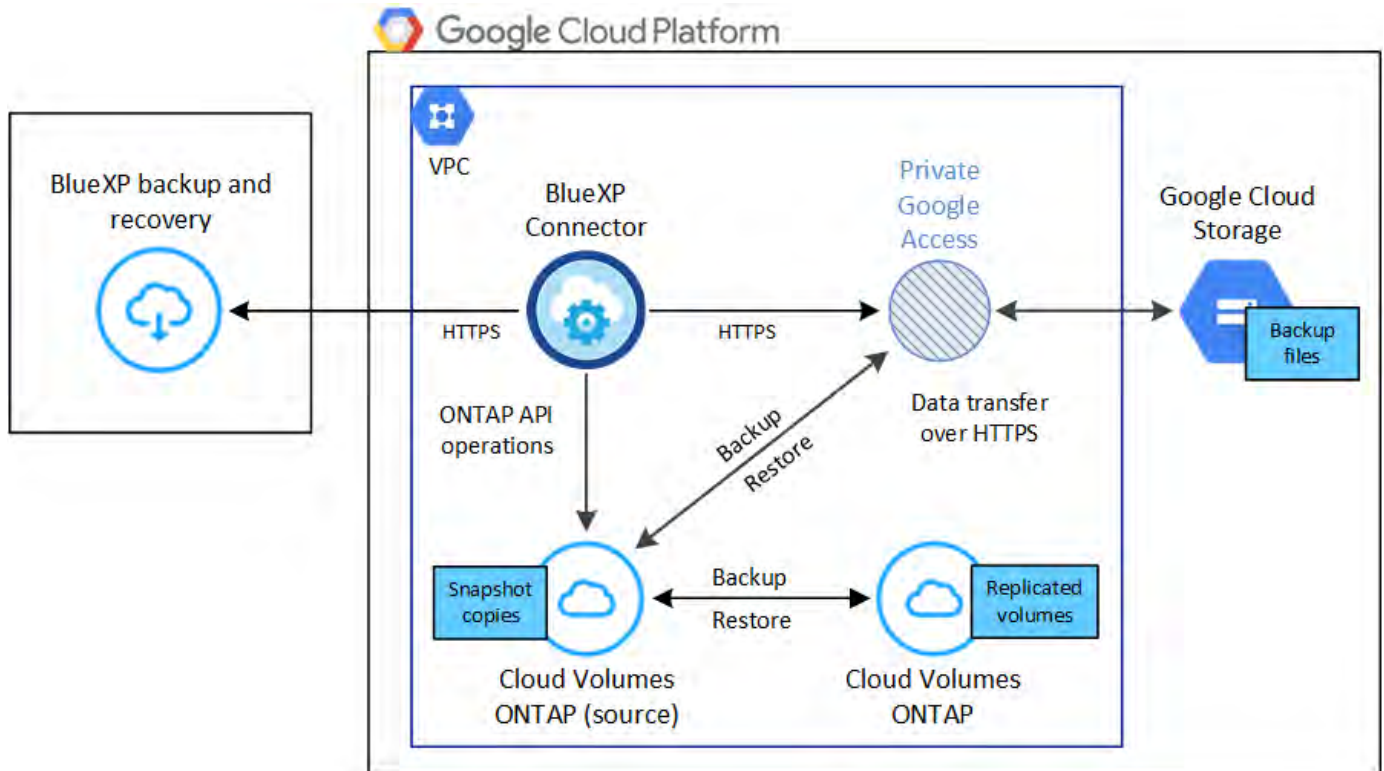 Google Cloud Platform
VPC
BlueXP backup and
recovery
BlueXP
Connector
Private
Google
Access
Google Cloud
Storage
Backup
files
HTTPS
HTTPS
ONTAP API
operations
Backup
Restore
Data transfer
over HTTPS
Snapshot
copies
Backup
Restore
Replicated
volumes
Cloud Volumes
ONTAP (source)
Cloud Volumes
ONTAP